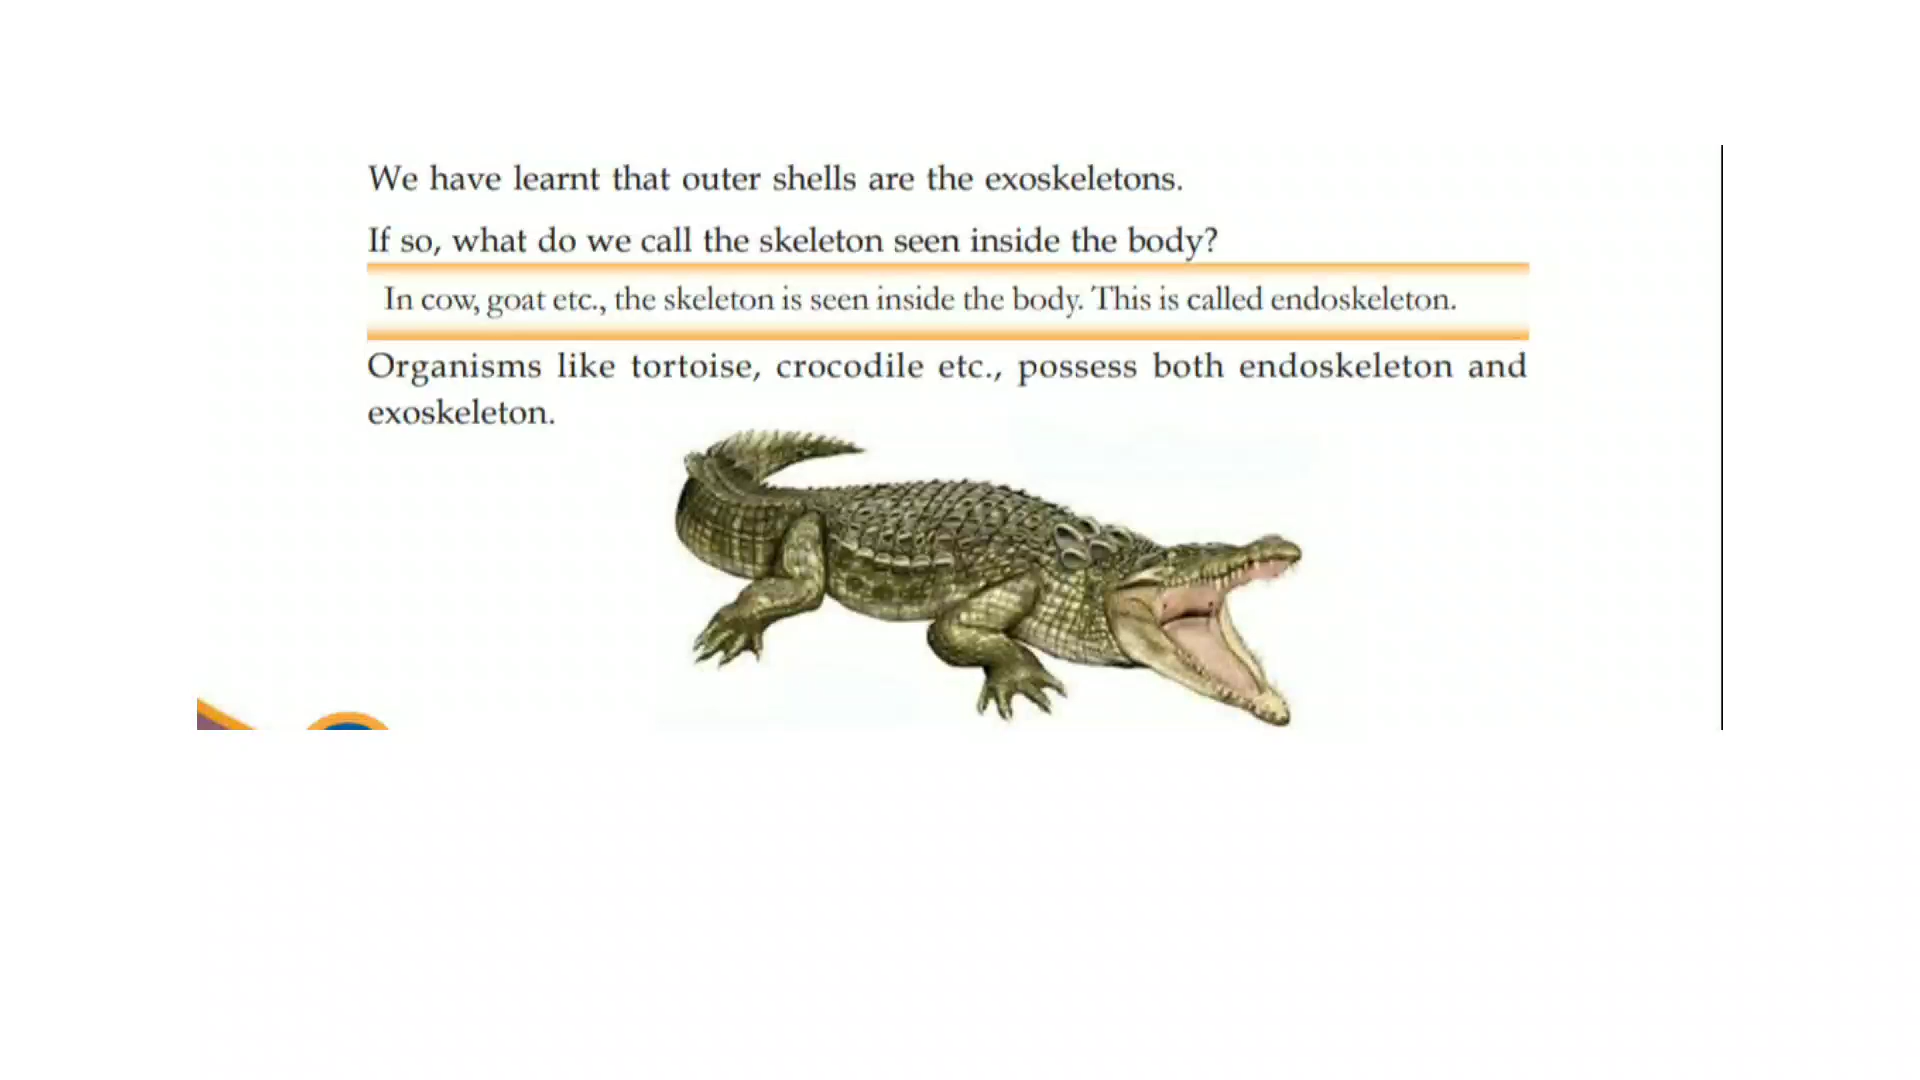 We have learnt that outer shells are the exoskeletons.
If so, what do we call the skeleton seen inside the body?
In cow, goat etc., the skeleton is seen inside the body. This is called endoskeleton.
Organisms like tortoise, crocodile etc., possess both endoskeleton and
exoskeleton.